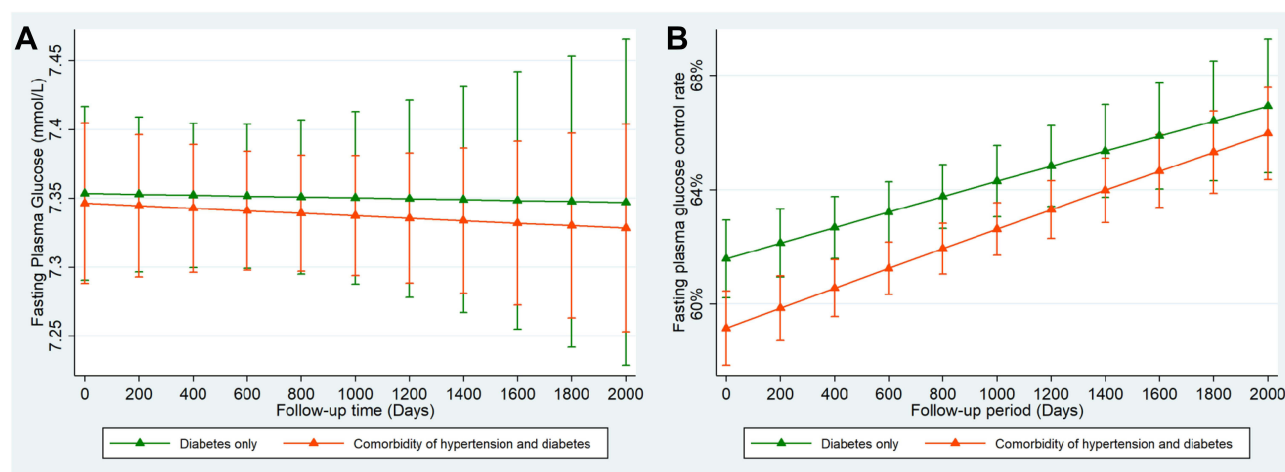 A
Fasting Plasma Glucose (mmol/L)
7.45
7.4
7.35
7.3
7.25
0 200 400 600 800 1000 1200 1400 1600 1800 2000
Follow-up time (Days)
Diabetes only Comorbidity of hypertension and diabetes
B
Fasting plasma glucose control rate
68%
64%
60%
0 200 400 600 800 1000 1200 1400 1600 1800 2000
Follow-up period (Days)
Diabetes only Comorbidity of hypertension and diabetes